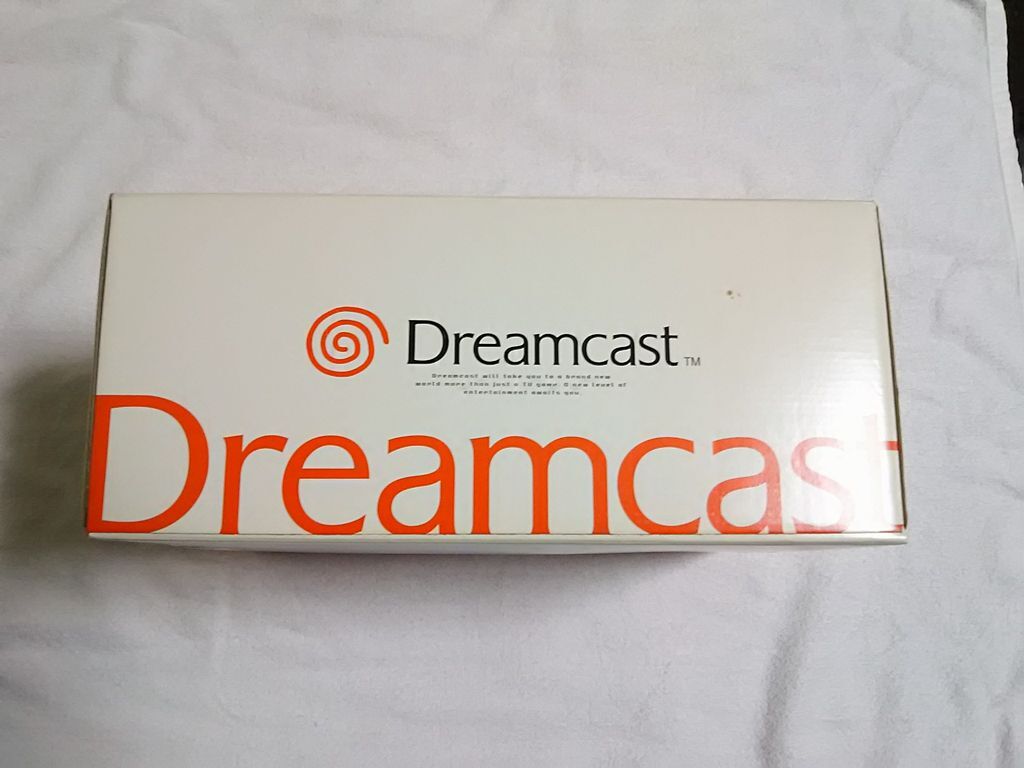 Dreamcast™
Dreamcast will take you to a brand new
world more than just a TV game. A new level of
entertainment awaits you.
Dreamcast